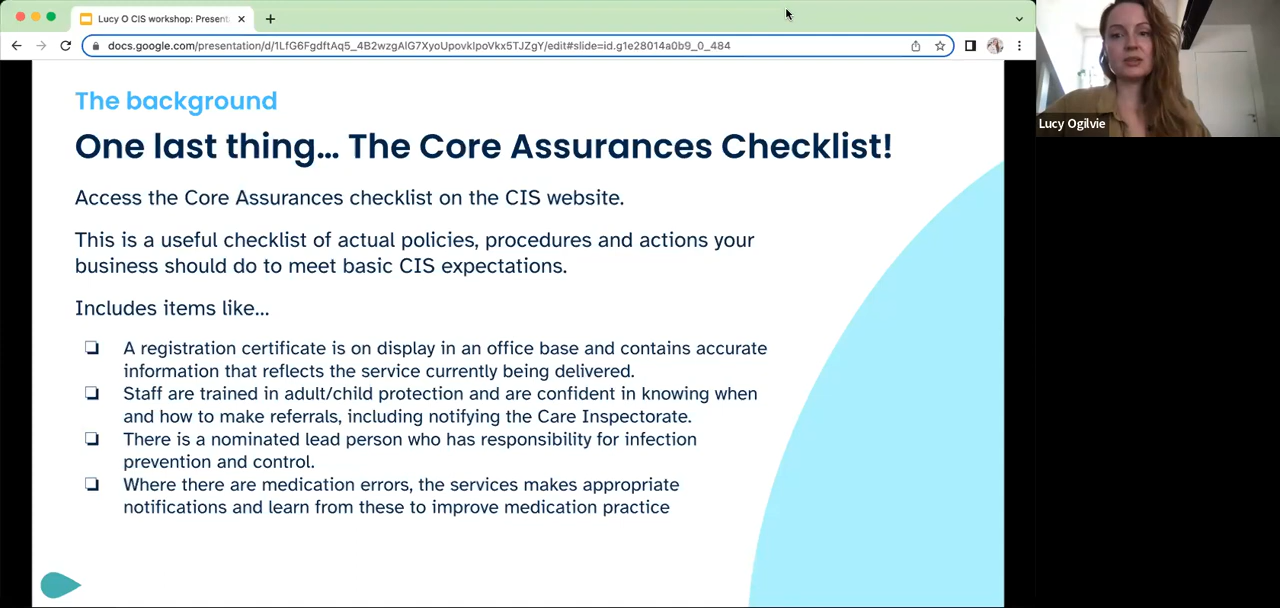 Lucy O CIS workshop: Present
docs.google.com/presentation/d/1LfG6FgdftAq5_4B2wzgAIG7XyoUpovkIpoVkx5TJZgY/edit#slide=id.g1e28014a0b9_0_484
Lucy Ogilvie
The background
One last thing... The Core Assurances Checklist!
Access the Core Assurances checklist on the CIS website.
This is a useful checklist of actual policies, procedures and actions your
business should do to meet basic CIS expectations.
Includes items like...
A registration certificate is on display in an office base and contains accurate
information that reflects the service currently being delivered.
Staff are trained in adult/child protection and are confident in knowing when
and how to make referrals, including notifying the Care Inspectorate.
There is a nominated lead person who has responsibility for infection
prevention and control.
Where there are medication errors, the services makes appropriate
notifications and learn from these to improve medication practice